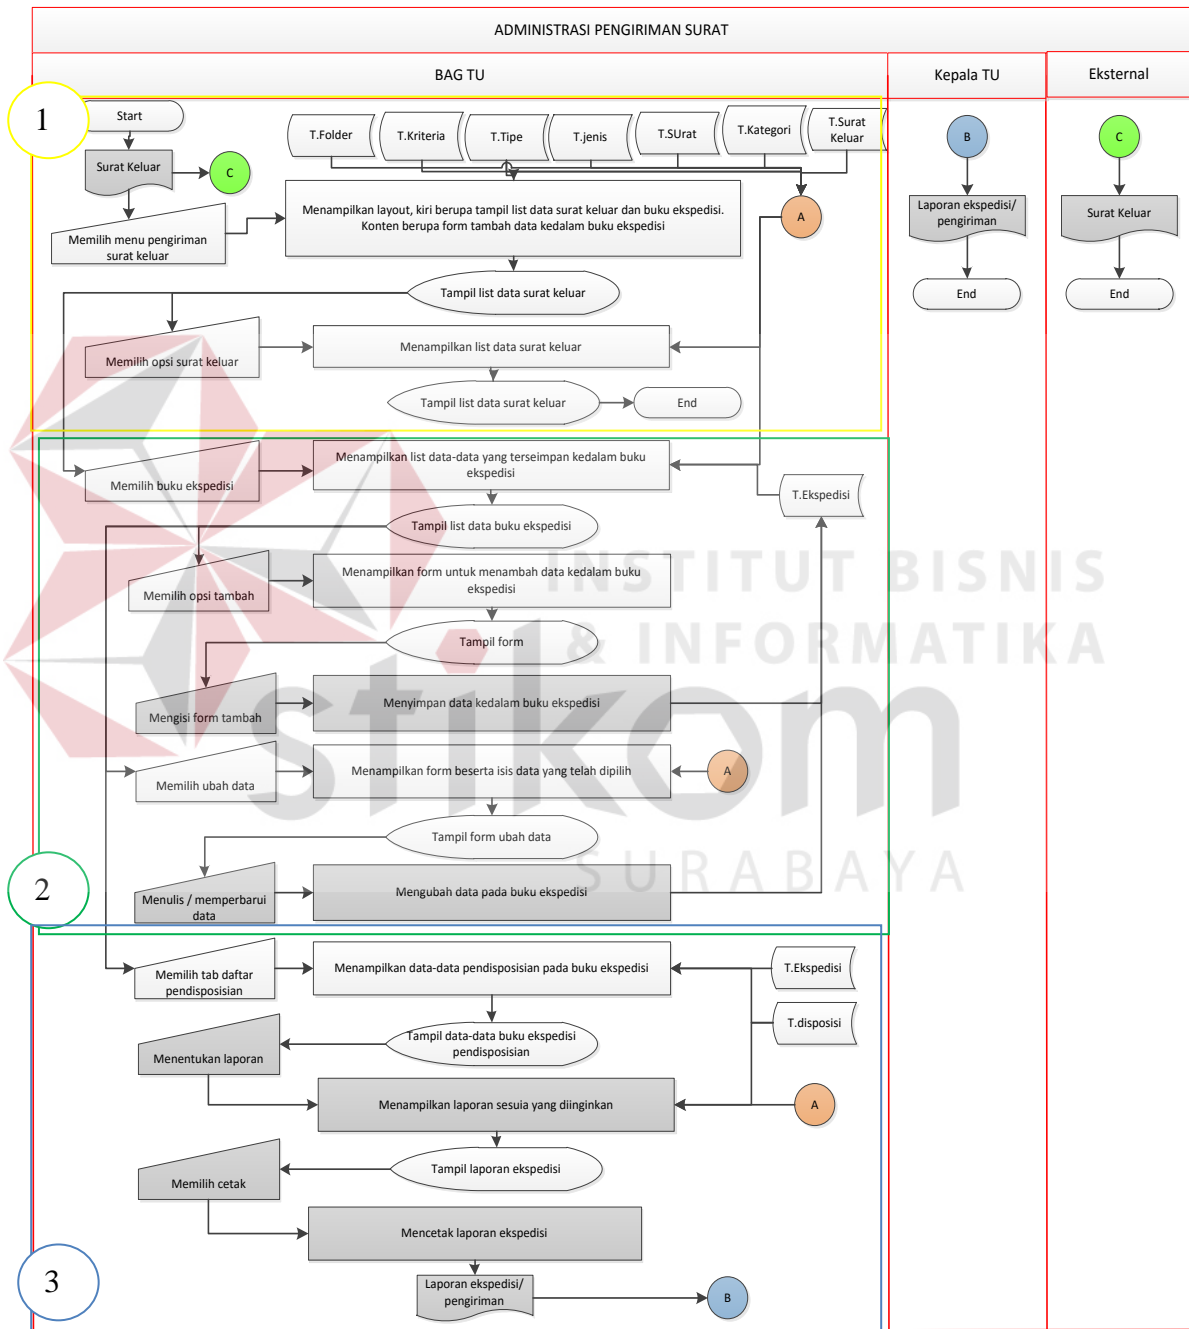 ADMINISTRASI PENGIRIMAN SURAT
BAG TU
Kepala TU
Eksternal
1
Start
T.Folder
T.Kriteria
T.Tipe
T.jenis
T.SUrat
T.Kategori
T.Surat
Keluar
B
C
Surat Keluar
C
Menampilkan layout, kiri berupa tampil list data surat keluar dan buku ekspedisi.
Konten berupa form tambah data kedalam buku ekspedisi
A
Laporan ekspedisi/
pengiriman
Surat Keluar
Memilih menu pengiriman
surat keluar
End
End
Tampil list data surat keluar
Memilih opsi surat keluar
Menampilkan list data surat keluar
Tampil list data surat keluar
End
Memilih buku ekspedisi
Menampilkan list data-data yang terseimpan kedalam buku
ekspedisi
T.Ekspedisi
Tampil list data buku ekspedisi
Memilih opsi tambah
Menampilkan form untuk menambah data kedalam buku
ekspedisi
INSTITUT BISNIS
& INFORMATIKA
Tampil form
Mengisi form tambah
Menyimpan data kedalam buku ekspedisi
stikom
Memilih ubah data
Menampilkan form beserta isis data yang telah dipilih
A
Tampil form ubah data
SURABAYA
2
Menulis / memperbarui
data
Mengubah data pada buku ekspedisi
Memilih tab daftar
pendisposisian
Menampilkan data-data pendisposisian pada buku ekspedisi
T.Ekspedisi
T.disposisi
Tampil data-data buku ekspedisi
pendisposisian
Menentukan laporan
Menampilkan laporan sesuia yang diinginkan
A
Tampil laporan ekspedisi
Memilih cetak
Mencetak laporan ekspedisi
3
Laporan ekspedisi/
pengiriman
B